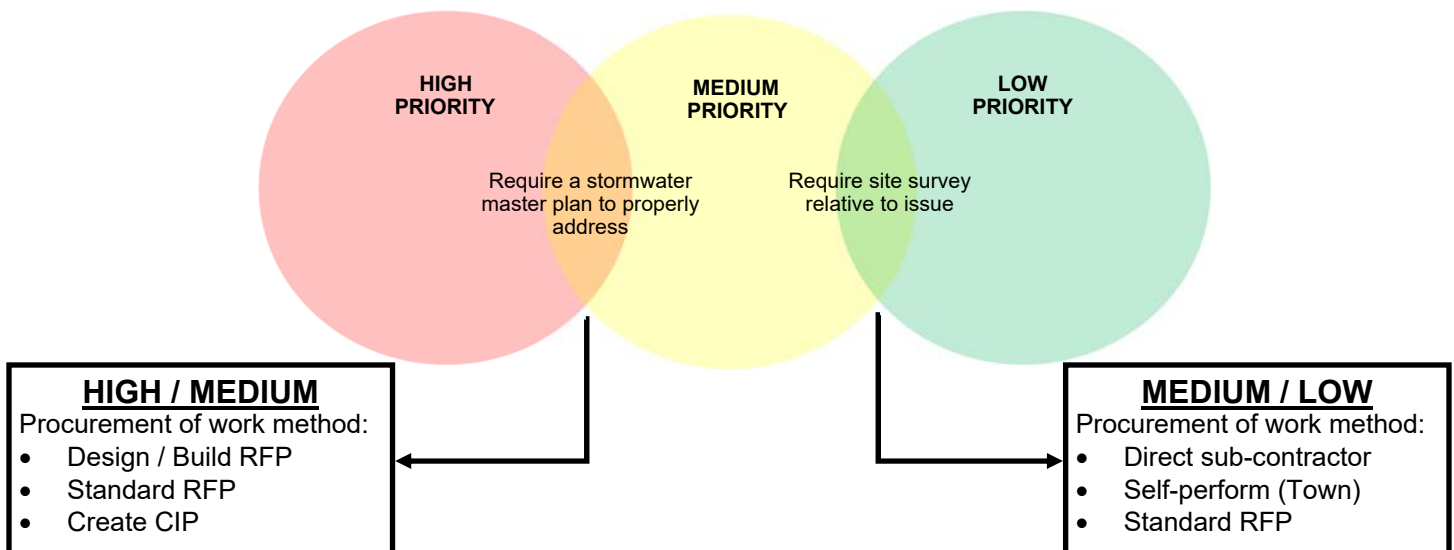 HIGH
PRIORITY
MEDIUM
PRIORITY
LOW
PRIORITY
Require a stormwater
master plan to properly
address
Require site survey
relative to issue
HIGH / MEDIUM
Procurement of work method:
• Design / Build RFP
• Standard RFP
• Create CIP
MEDIUM / LOW
Procurement of work method:
• Direct sub-contractor
• Self-perform (Town)
• Standard RFP